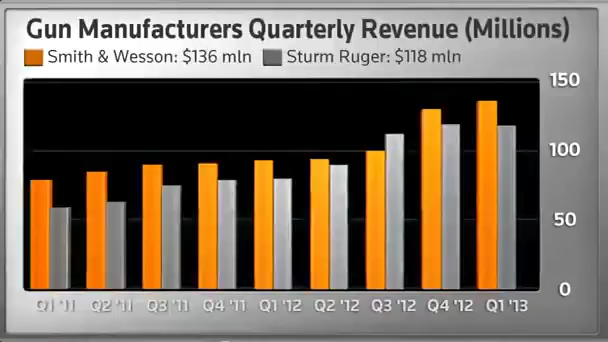 Gun Manufacturers Quarterly Revenue (Millions)
Smith & Wesson: $136 mln Sturm Ruger: $118 mln
150
100
50
0
Q1 '11 Q2 '11 Q3 '11 Q4 '11 Q1 '12 Q2 '12 Q3 '12 Q4 '12 Q1 '13